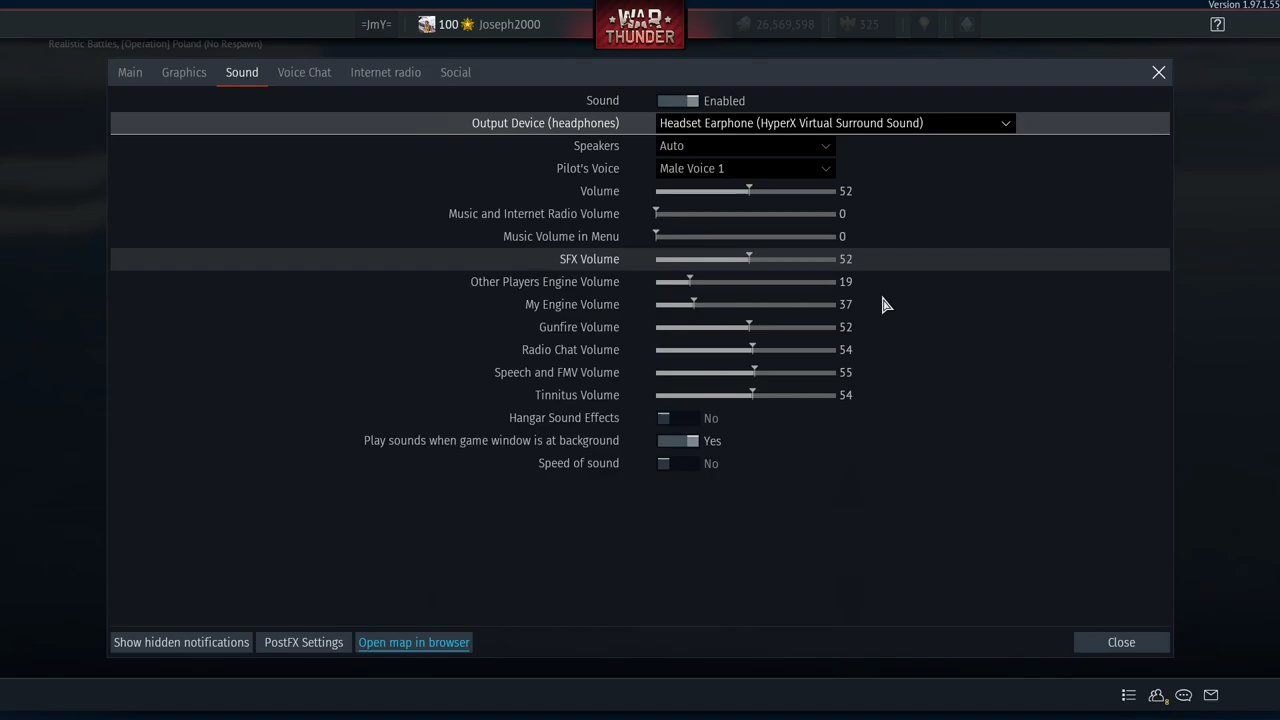 Version 1.97.1.55
=JmY= 100 Joseph2000 WAR THUNDER 26,569,598 325
Realistic Battles, [Operation] Poland (No Respawn)
Main Graphics Sound Voice Chat Internet radio Social
Sound Enabled
Output Device (headphones) Headset Earphone (HyperX Virtual Surround Sound)
Speakers Auto
Pilot's Voice Male Voice 1
Volume 52
Music and Internet Radio Volume 0
Music Volume in Menu 0
SFX Volume 52
Other Players Engine Volume 19
My Engine Volume 37
Gunfire Volume 52
Radio Chat Volume 54
Speech and FMV Volume 55
Tinnitus Volume 54
Hangar Sound Effects No
Play sounds when game window is at background Yes
Speed of sound No
Show hidden notifications PostFX Settings Open map in browser Close
8